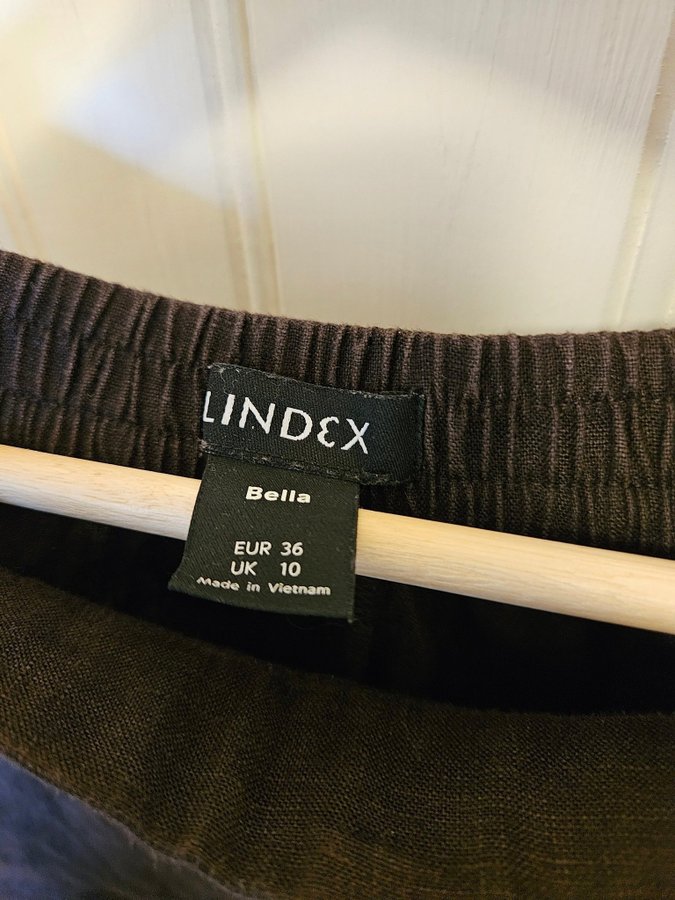 LINDEX
Bella
EUR 36
UK 10
Made in Vietnam